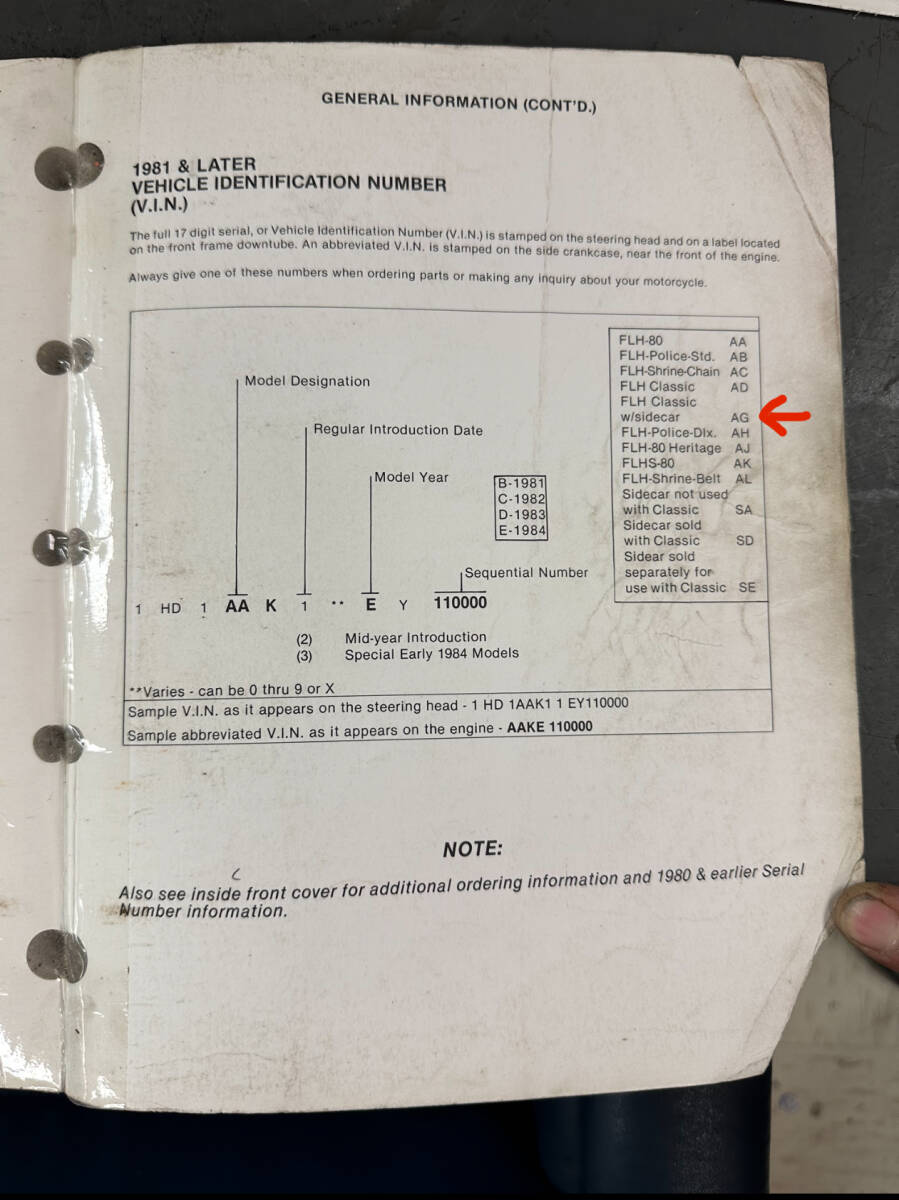 GENERAL INFORMATION (CONT'D.)
1981 & LATER
VEHICLE IDENTIFICATION NUMBER
(V.I.N.)
The full 17 digit serial, or Vehicle Identification Number (V.I.N.) is stamped on the steering head and on a label located
on the front frame downtube. An abbreviated V.I.N. is stamped on the side crankcase, near the front of the engine.
Always give one of these numbers when ordering parts or making any inquiry about your motorcycle.
FLH-80 AA
FLH-Police-Std. AB
FLH-Shrine-Chain AC
FLH Classic AD
FLH Classic
w/sidecar AG
FLH-Police-Dlx. AH
FLH-80 Heritage AJ
FLHS-80 AK
FLH-Shrine-Belt AL
Sidecar not used
with Classic SA
Sidecar sold
with Classic SD
Sidear sold
separately for
use with Classic SE
Model Designation
Regular Introduction Date
Model Year
B-1981
C-1982
D-1983
E-1984
Sequential Number
1 HD 1 AA K 1 ** E Y 110000
(2) Mid-year Introduction
(3) Special Early 1984 Models
**Varies - can be 0 thru 9 or X
Sample V.I.N. as it appears on the steering head - 1 HD 1AAK1 1 EY110000
Sample abbreviated V.I.N. as it appears on the engine - AAKE 110000
NOTE:
Also see inside front cover for additional ordering information and 1980 & earlier Serial
Number information.